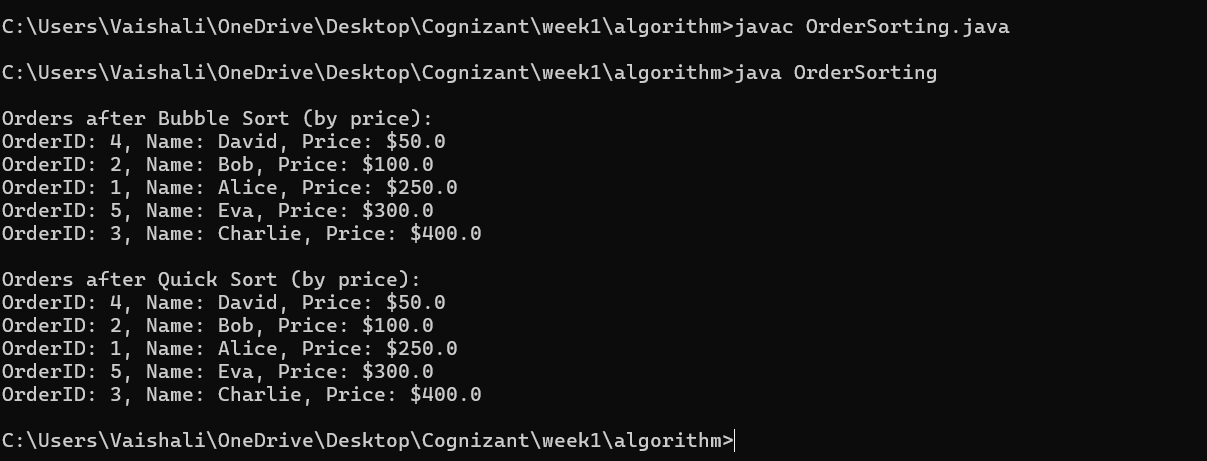 C:\Users\Vaishali\OneDrive\Desktop\Cognizant\week1\algorithm>javac OrderSorting.java
C:\Users\Vaishali\OneDrive\Desktop\Cognizant\week1\algorithm>java OrderSorting
Orders after Bubble Sort (by price):
OrderID: 4, Name: David, Price: $50.0
OrderID: 2, Name: Bob, Price: $100.0
OrderID: 1, Name: Alice, Price: $250.0
OrderID: 5, Name: Eva, Price: $300.0
OrderID: 3, Name: Charlie, Price: $400.0
Orders after Quick Sort (by price):
OrderID: 4, Name: David, Price: $50.0
OrderID: 2, Name: Bob, Price: $100.0
OrderID: 1, Name: Alice, Price: $250.0
OrderID: 5, Name: Eva, Price: $300.0
OrderID: 3, Name: Charlie, Price: $400.0
C:\Users\Vaishali\OneDrive\Desktop\Cognizant\week1\algorithm>